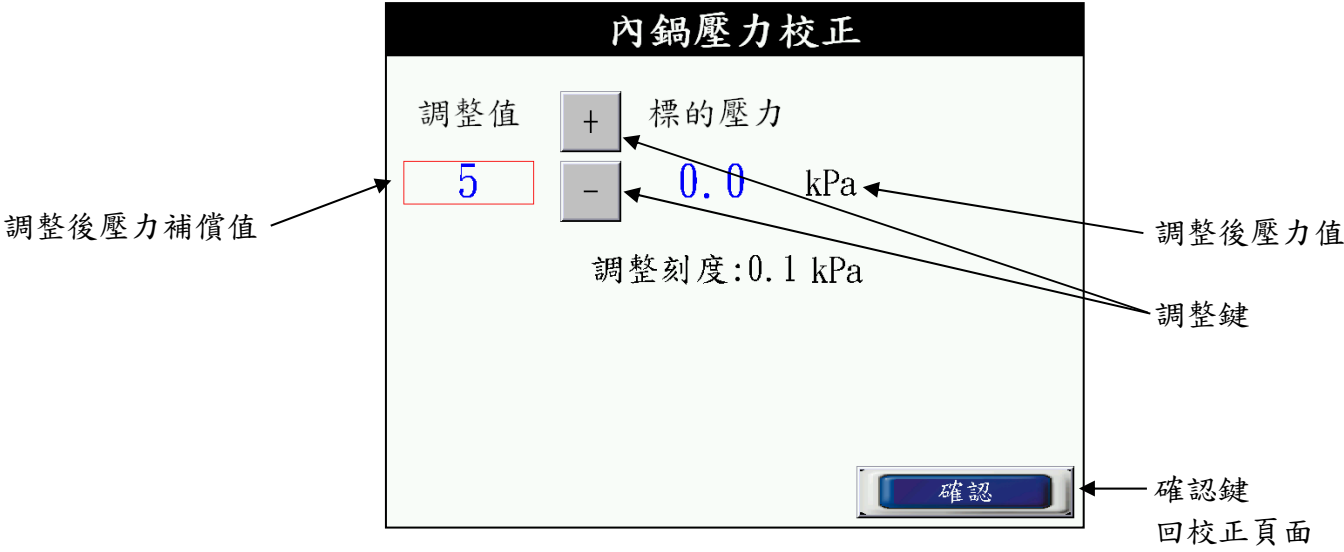 內鍋壓力校正
調整值 + 標的壓力
5 - 0.0 kPa
調整後壓力補償值
調整後壓力值
調整刻度:0.1 kPa
調整鍵
確認
確認鍵
回校正頁面